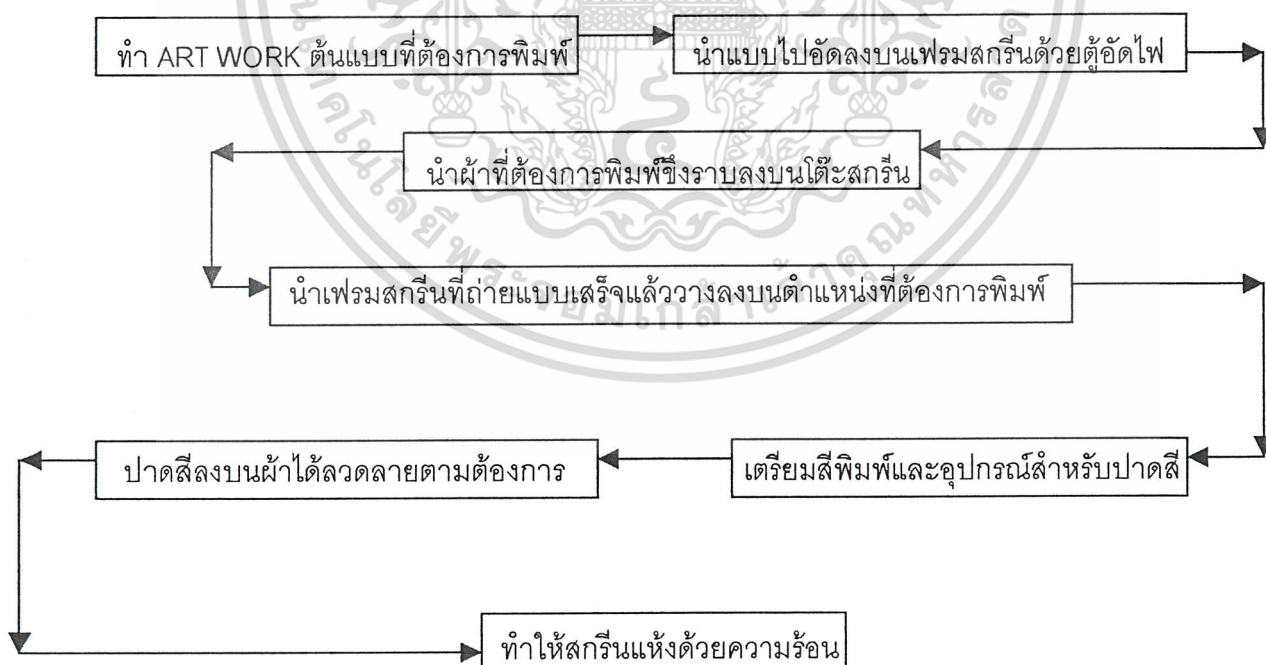 ทำ ART WORK ต้นแบบที่ต้องการพิมพ์
นำแบบไปอัดลงบนเฟรมสกรีนด้วยตู้อัดไฟ
นำผ้าที่ต้องการพิมพ์ขึงราบลงบนโต๊ะสกรีน
นำเฟรมสกรีนที่ถ่ายแบบเสร็จแล้ววางลงบนตำแหน่งที่ต้องการพิมพ์
เตรียมสีพิมพ์และอุปกรณ์สำหรับปาดสี
ปาดสีลงบนผ้าได้ลวดลายตามต้องการ
ทำให้สกรีนแห้งด้วยความร้อน